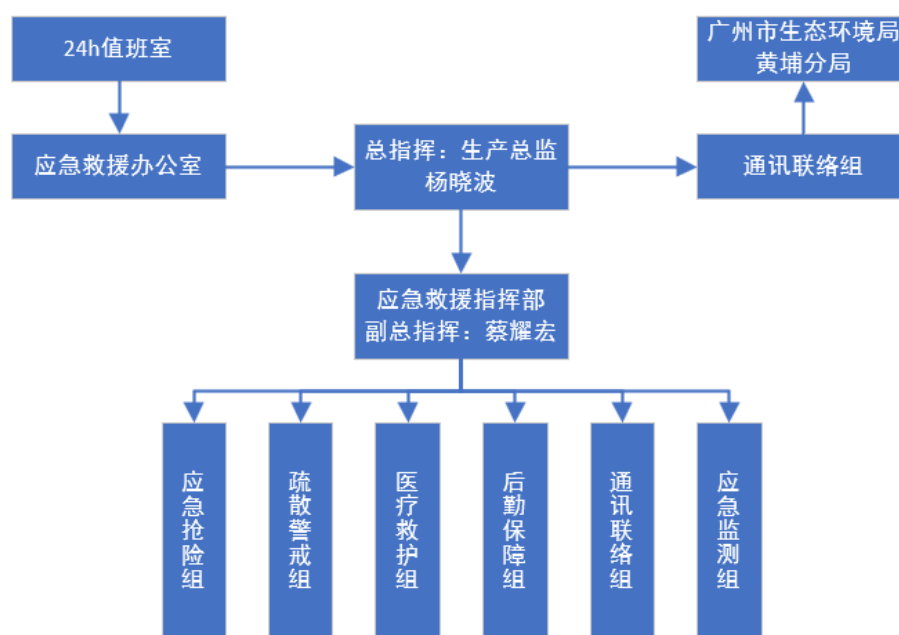 24h值班室
广州市生态环境局
黄埔分局
应急救援办公室
总指挥：生产总监
杨晓波
通讯联络组
应急救援指挥部
副总指挥：蔡耀宏
应急抢险组
疏散警戒组
医疗救护组
后勤保障组
通讯联络组
应急监测组